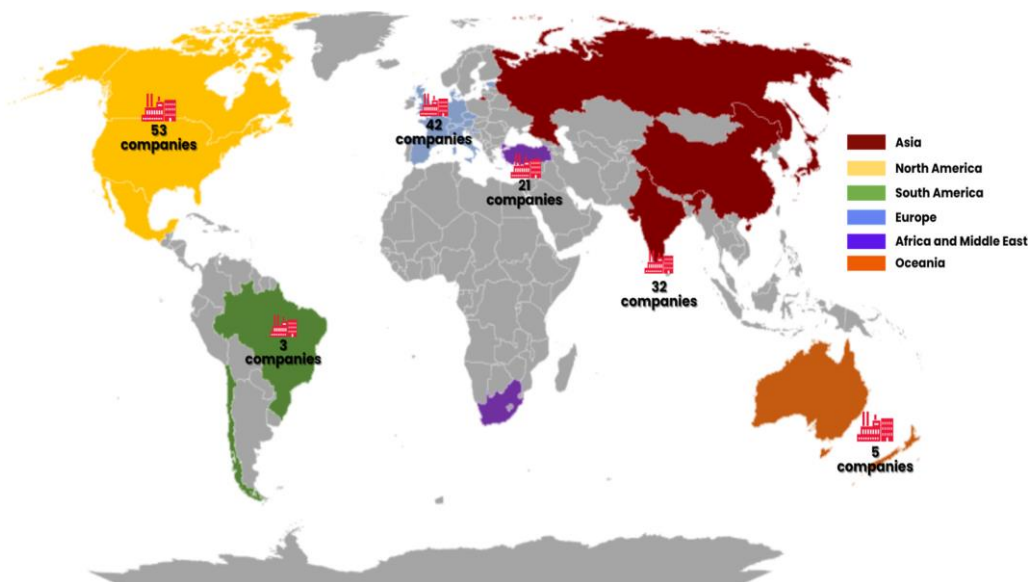 53
companies
42
companies
21
companies
32
companies
3
companies
5
companies
Asia
North America
South America
Europe
Africa and Middle East
Oceania